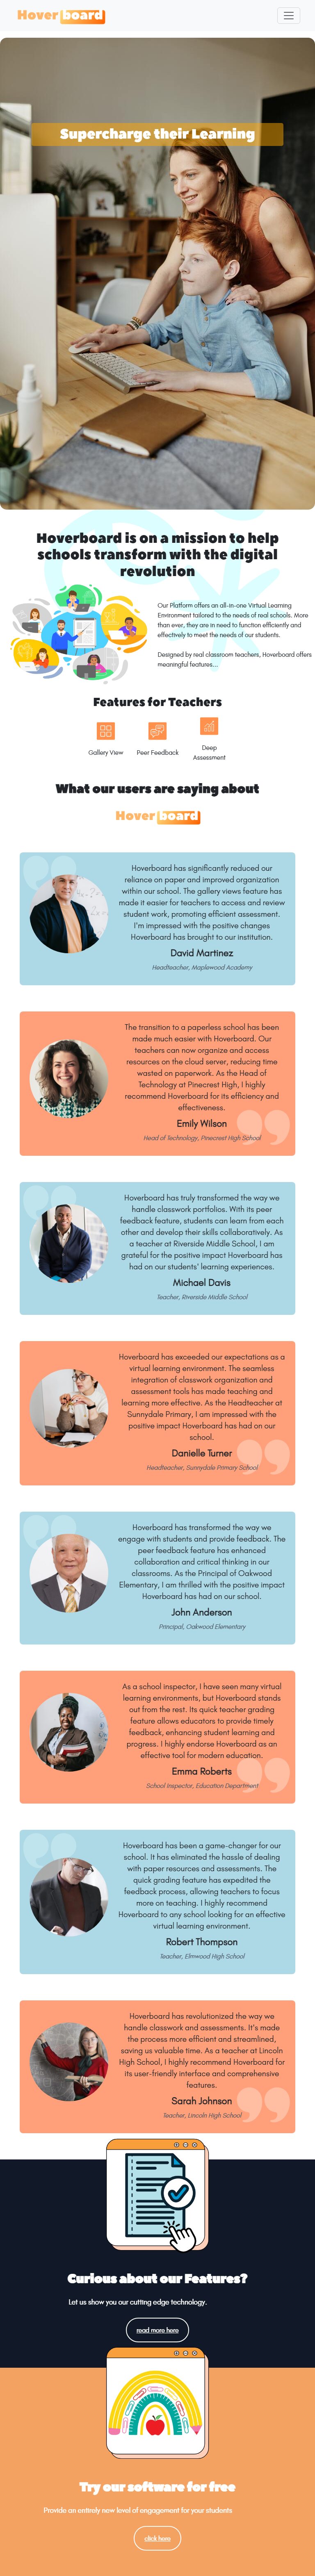 Hoverboard
Supercharge their Learning
Hoverboard is on a mission to help
schools transform with the digital
revolution
Our Platform offers an all-in-one Virtual Learning
Environment tailored to the needs of real schools. More
than ever, they are in need to function efficiently and
effectively to meet the needs of our students.
Designed by real classroom teachers, Hoverboard offers
meaningful features...
Features for Teachers
Gallery View
Peer Feedback
Deep
Assessment
What our users are saying about
Hoverboard
Hoverboard has significantly reduced our
reliance on paper and improved organization
within our school. The gallery views feature has
made it easier for teachers to access and review
student work, promoting efficient assessment.
I'm impressed with the positive changes
Hoverboard has brought to our institution.
David Martinez
Headteacher, Maplewood Academy
The transition to a paperless school has been
made much easier with Hoverboard. Our
teachers can now organize and access
resources on the cloud server, reducing time
wasted on paperwork. As the Head of
Technology at Pinecrest High, I highly
recommend Hoverboard for its efficiency and
effectiveness.
Emily Wilson
Head of Technology, Pinecrest High School
Hoverboard has truly transformed the way we
handle classwork portfolios. With its peer
feedback feature, students can learn from each
other and develop their skills collaboratively. As
a teacher at Riverside Middle School, I am
grateful for the positive impact Hoverboard has
had on our students' learning experiences.
Michael Davis
Teacher, Riverside Middle School
Hoverboard has exceeded our expectations as a
virtual learning environment. The seamless
integration of classwork organization and
assessment tools has made teaching and
learning more effective. As the Headteacher at
Sunnydale Primary, I am impressed with the
positive impact Hoverboard has had on our
school.
Danielle Turner
Headteacher, Sunnydale Primary School
Hoverboard has transformed the way we
engage with students and provide feedback. The
peer feedback feature has enhanced
collaboration and critical thinking in our
classrooms. As the Principal of Oakwood
Elementary, I am thrilled with the positive impact
Hoverboard has had on our school.
John Anderson
Principal, Oakwood Elementary
As a school inspector, I have seen many virtual
learning environments, but Hoverboard stands
out from the rest. Its quick teacher grading
feature allows educators to provide timely
feedback, enhancing student learning and
progress. I highly endorse Hoverboard as an
effective tool for modern education.
Emma Roberts
School Inspector, Education Department
Hoverboard has been a game-changer for our
school. It has eliminated the hassle of dealing
with paper resources and assessments. The
quick grading feature has expedited the
feedback process, allowing teachers to focus
more on teaching. I highly recommend
Hoverboard to any school looking for an effective
virtual learning environment.
Robert Thompson
Teacher, Elmwood High School
Hoverboard has revolutionized the way we
handle classwork and assessments. It's made
the process more efficient and streamlined,
saving us valuable time. As a teacher at Lincoln
High School, I highly recommend Hoverboard for
its user-friendly interface and comprehensive
features.
Sarah Johnson
Teacher, Lincoln High School
Curious about our Features?
Let us show you our cutting edge technology.
read more here
Try our software for free
Provide an entirely new level of engagement for your students
click here